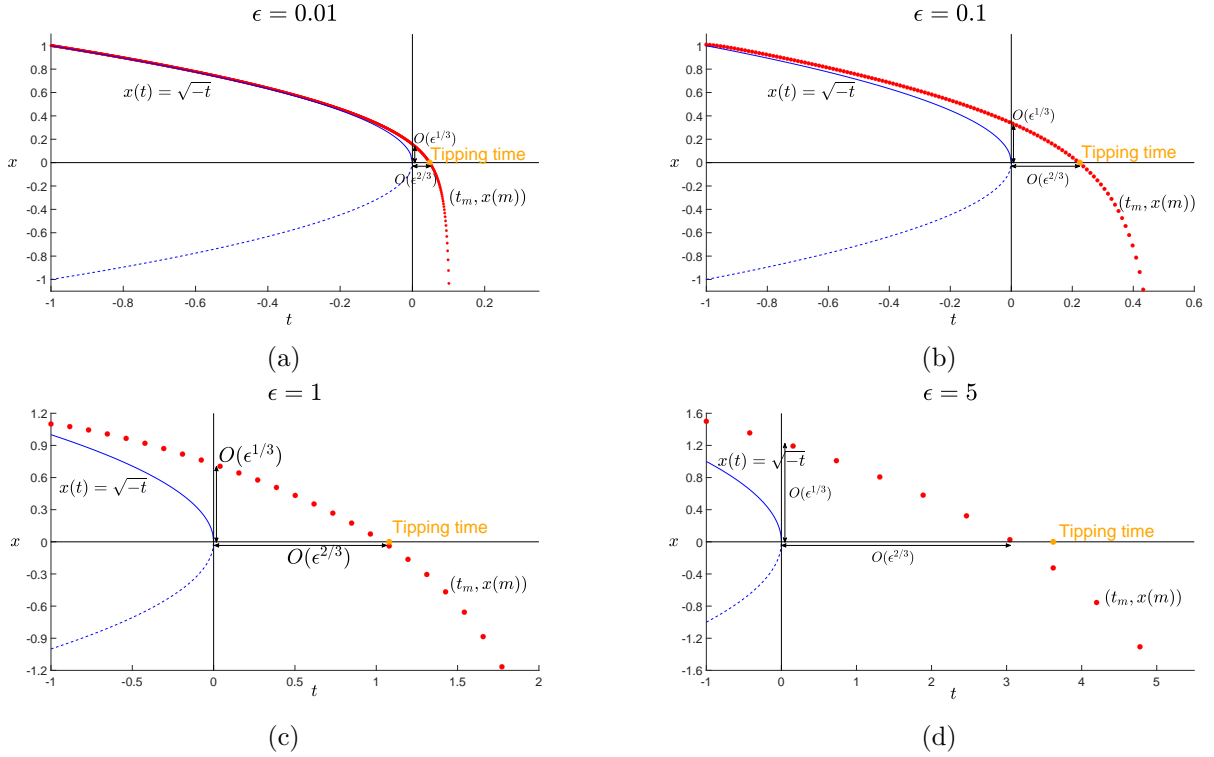 ϵ = 0.01
1
0.8
0.6
0.4
0.2
0
-0.2
-0.4
-0.6
-0.8
-1
x
x(t) = √−t
O(ϵ^{1/3})
Tipping time
O(ϵ^{2/3})
(t_m, x(m))
-1
-0.8
-0.6
-0.4
-0.2
0
0.2
t
(a)
ϵ = 0.1
1
0.8
0.6
0.4
0.2
0
-0.2
-0.4
-0.6
-0.8
-1
x
x(t) = √−t
O(ϵ^{1/3})
Tipping time
O(ϵ^{2/3})
(t_m, x(m))
-1
-0.8
-0.6
-0.4
-0.2
0
0.2
0.4
0.6
t
(b)
ϵ = 1
1.2
0.9
0.6
0.3
0
-0.3
-0.6
-0.9
-1.2
x
O(ϵ^{1/3})
x(t) = √−t
Tipping time
O(ϵ^{2/3})
(t_m, x(m))
-1
-0.5
0
0.5
1
1.5
2
t
(c)
ϵ = 5
1.6
1.2
0.8
0.4
0
-0.4
-0.8
-1.2
-1.6
x
x(t) = √−t
O(ϵ^{1/3})
Tipping time
O(ϵ^{2/3})
(t_m, x(m))
-1
0
1
2
3
4
5
t
(d)